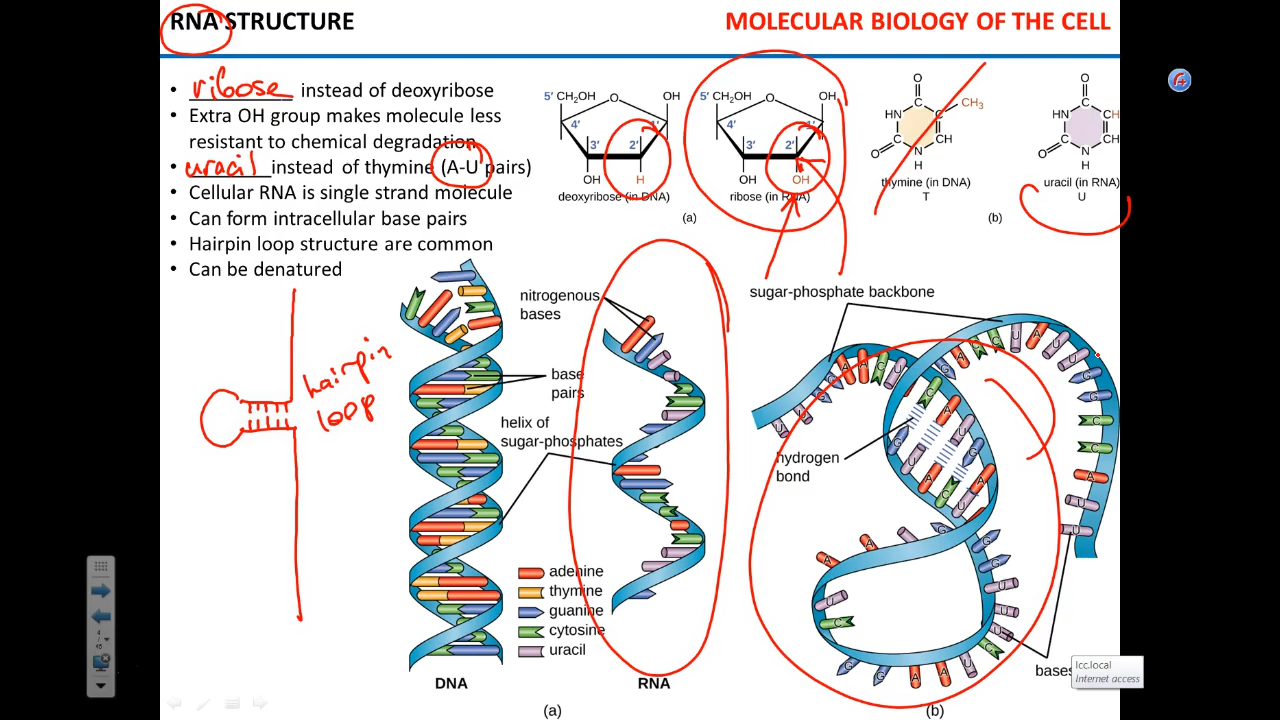 RNA STRUCTURE
MOLECULAR BIOLOGY OF THE CELL
• ribose instead of deoxyribose
• Extra OH group makes molecule less
resistant to chemical degradation
• uracil instead of thymine (A-U pairs)
• Cellular RNA is single strand molecule
• Can form intracellular base pairs
• Hairpin loop structure are common
• Can be denatured
5′ CH₂OH O OH
4′ 1′
3′ 2′
OH H
deoxyribose (in DNA)
5′ CH₂OH O OH
4′ 1′
3′ 2′
OH OH
ribose (in RNA)
(a)
O
HN C C CH₃
C CH
O N
H
thymine (in DNA)
T
O
HN C CH
C CH
O N
H
uracil (in RNA)
U
(b)
hairpin
loop
nitrogenous
bases
base
pairs
helix of
sugar-phosphates
adenine
thymine
guanine
cytosine
uracil
DNA
RNA
(a)
sugar-phosphate backbone
hydrogen
bond
bases
(b)
lcc.local
Internet access